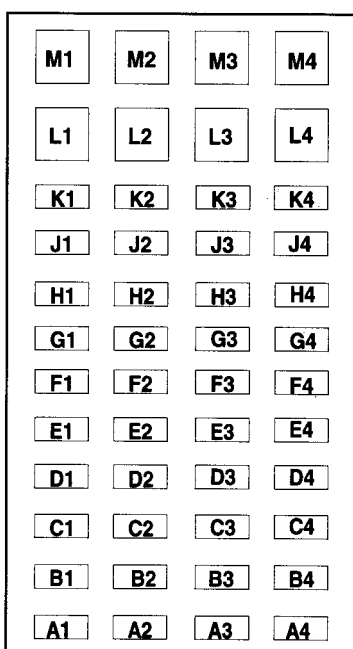 M1 M2 M3 M4
L1 L2 L3 L4
K1 K2 K3 K4
J1 J2 J3 J4
H1 H2 H3 H4
G1 G2 G3 G4
F1 F2 F3 F4
E1 E2 E3 E4
D1 D2 D3 D4
C1 C2 C3 C4
B1 B2 B3 B4
A1 A2 A3 A4